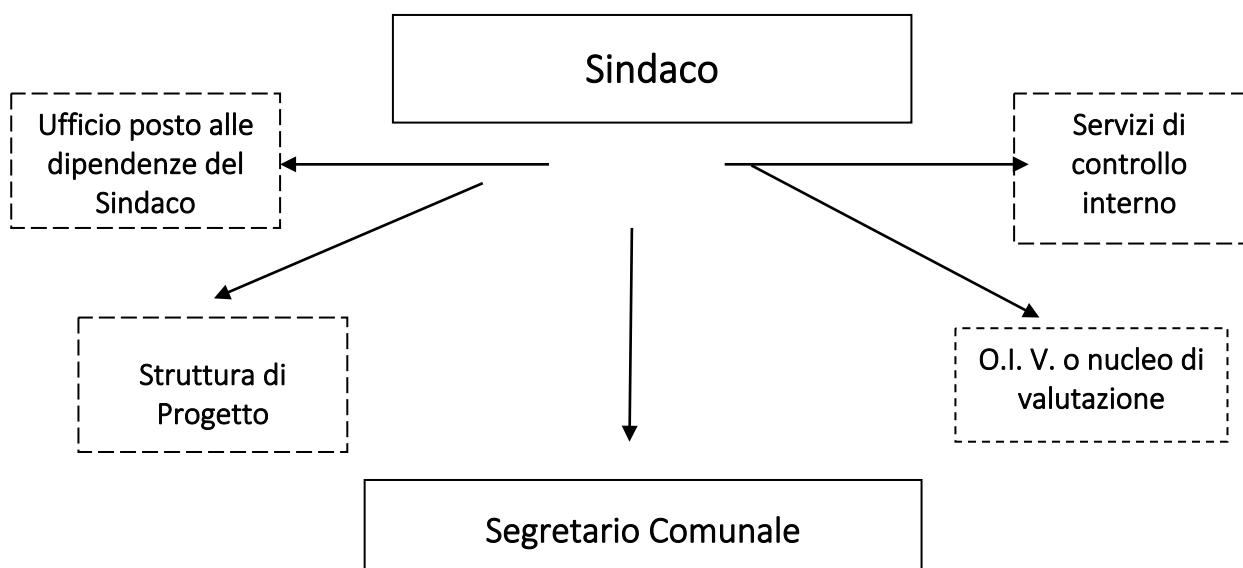 Sindaco
Ufficio posto alle
dipendenze del
Sindaco
Servizi di
controllo
interno
Struttura di
Progetto
O.I. V. o nucleo di
valutazione
Segretario Comunale